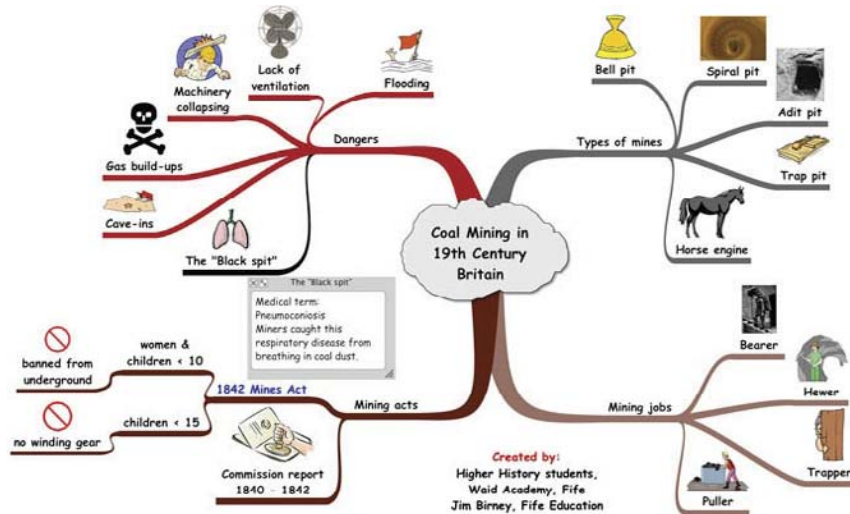 Lack of
ventilation
Flooding
Machinery
collapsing
Dangers
Gas build-ups
Cave-ins
The "Black spit"
Bell pit
Spiral pit
Adit pit
Types of mines
Trap pit
Horse engine
Coal Mining in
19th Century
Britain
The "Black spit"
Medical term:
Pneumoconiosis
Miners caught this
respiratory disease from
breathing in coal dust.
women &
children < 10
banned from
underground
1842 Mines Act
children < 15
no winding gear
Mining acts
Commission report
1840 - 1842
Bearer
Hewer
Mining jobs
Trapper
Puller
Created by:
Higher History students,
Waid Academy, Fife
Jim Birney, Fife Education